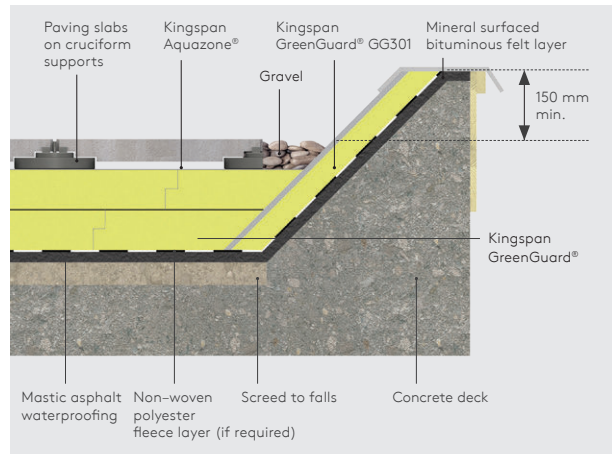 Paving slabs
on cruciform
supports
Kingspan
Aquazone®
Kingspan
GreenGuard® GG301
Mineral surfaced
bituminous felt layer
Gravel
150 mm
min.
Kingspan
GreenGuard®
Mastic asphalt
waterproofing
Non–woven
polyester
fleece layer (if required)
Screed to falls
Concrete deck